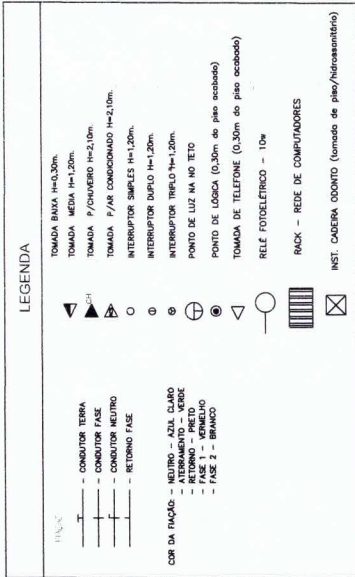 LEGENDA
FIAÇÃO
- CONDUTOR TERRA
- CONDUTOR FASE
- CONDUTOR NEUTRO
- RETORNO FASE
COR DA FIAÇÃO: - NEUTRO - AZUL CLARO
- ATERRAMENTO - VERDE
- RETORNO - PRETO
- FASE 1 - VERMELHO
- FASE 2 - BRANCO
TOMADA BAIXA H=0,30m.
TOMADA MÉDIA H=1,20m.
CH TOMADA P/CHUVEIRO H=2,10m.
TOMADA P/AR CONDICIONADO H=2,10m.
INTERRUPTOR SIMPLES H=1,20m.
INTERRUPTOR DUPLO H=1,20m.
INTERRUPTOR TRIPLO H=1,20m.
PONTO DE LUZ NA NO TETO
PONTO DE LÓGICA (0,30m do piso acabado)
TOMADA DE TELEFONE (0,30m do piso acabado)
RELÉ FOTOELÉTRICO - 10w
RACK - REDE DE COMPUTADORES
INST. CADEIRA ODONTO (tomada de piso/hidrossanitário)